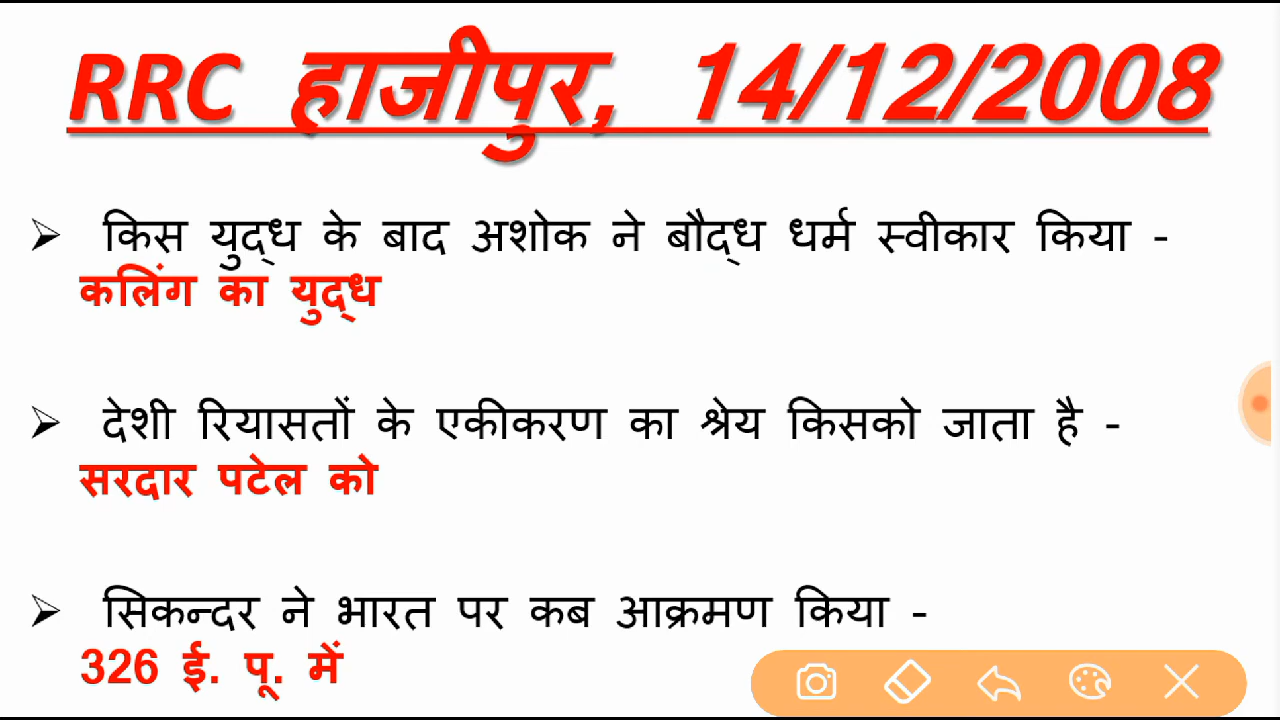 RRC हाजीपुर, 14/12/2008
➢ किस युद्ध के बाद अशोक ने बौद्ध धर्म स्वीकार किया -
कलिंग का युद्ध
➢ देशी रियासतों के एकीकरण का श्रेय किसको जाता है -
सरदार पटेल को
➢ सिकन्दर ने भारत पर कब आक्रमण किया -
326 ई. पू. में